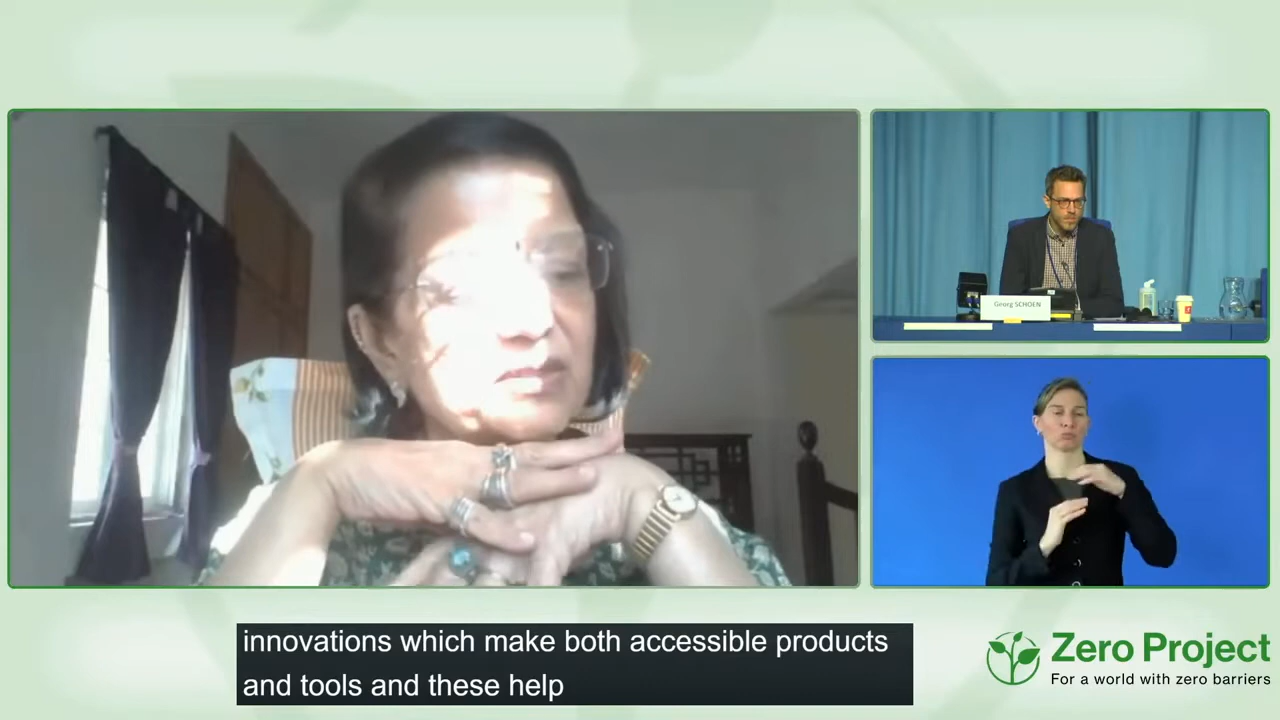 Georg SCHOEN
innovations which make both accessible products
and tools and these help
Zero Project
For a world with zero barriers